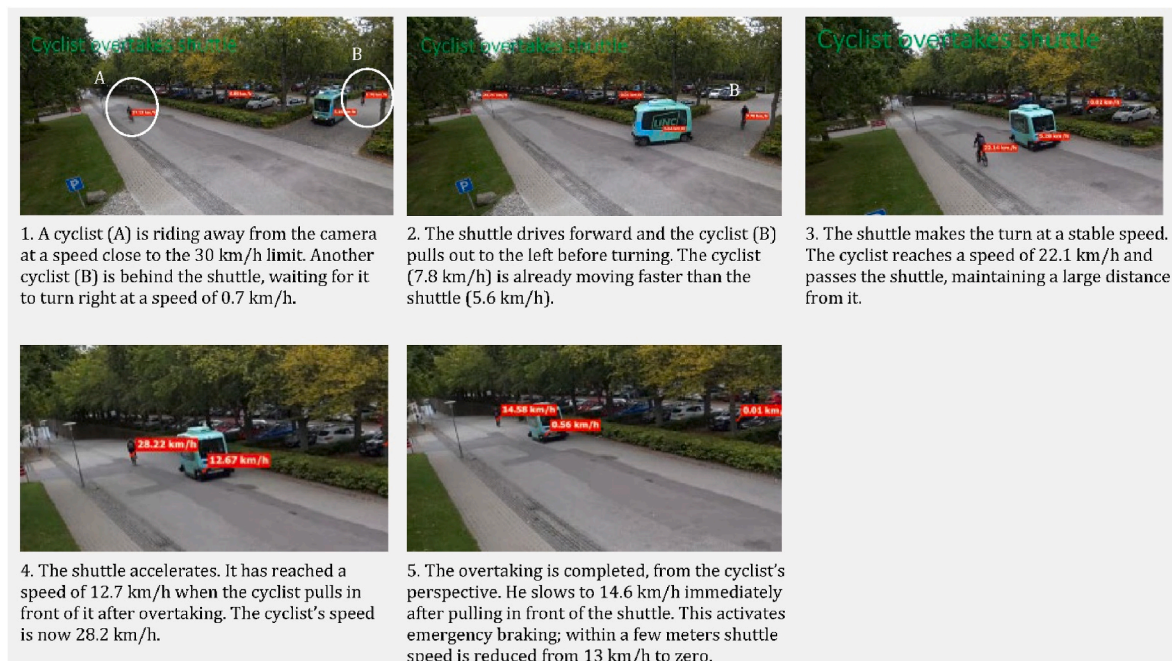 Cyclist overtakes shuttle
A
B
1. A cyclist (A) is riding away from the camera
at a speed close to the 30 km/h limit. Another
cyclist (B) is behind the shuttle, waiting for it
to turn right at a speed of 0.7 km/h.
Cyclist overtakes shuttle
B
2. The shuttle drives forward and the cyclist (B)
pulls out to the left before turning. The cyclist
(7.8 km/h) is already moving faster than the
shuttle (5.6 km/h).
Cyclist overtakes shuttle
0.02 km/h
22.14 km/h
3. The shuttle makes the turn at a stable speed.
The cyclist reaches a speed of 22.1 km/h and
passes the shuttle, maintaining a large distance
from it.
28.22 km/h
12.67 km/h
4. The shuttle accelerates. It has reached a
speed of 12.7 km/h when the cyclist pulls in
front of it after overtaking. The cyclist's speed
is now 28.2 km/h.
14.58 km/h
0.56 km/h
0.01 km/
5. The overtaking is completed, from the cyclist's
perspective. He slows to 14.6 km/h immediately
after pulling in front of the shuttle. This activates
emergency braking; within a few meters shuttle
speed is reduced from 13 km/h to zero.